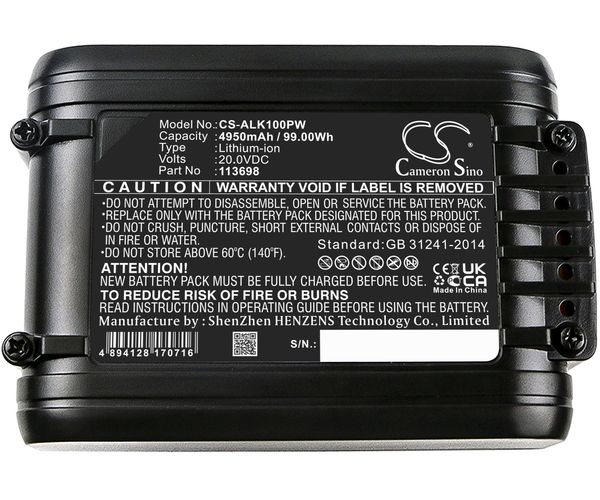 Model No.: CS-ALK100PW
Capacity : 4950mAh / 99.00Wh
Type : Lithium-ion
Volts : 20.0VDC
Part No. : 113698
CS
Cameron Sino
CAUTION WARRANTY VOID IF LABEL IS REMOVED
•DO NOT ATTEMPT TO DISASSEMBLE, OPEN OR SERVICE BATTERY PACK.
•REPLACE ONLY WITH THE BATTERY PACK DESIGNATED FOR THIS PRODUCT.
•DO NOT CRUSH, PUNCTURE, SHORT EXTERNAL CONTACTS OR DISPOSE OF
IN FIRE OR WATER.
•DO NOT STORE ABOVE 60°C (140°F).
Standard:GB 31241-2014
ATTENTION!
NEW BATTERY PACK MUST BE FULLY CHARGED BEFORE USE.
TO REDUCE RISK OF FIRE OR BURNS
READ INSTRUCTIONS IN OPERATING GUIDE BEFORE USING BATTERY.
CE UK CA
Made In China
Manufacture by : ShenZhen HENZENS Technology Co., Limited
4 894128 170716
S/N.: